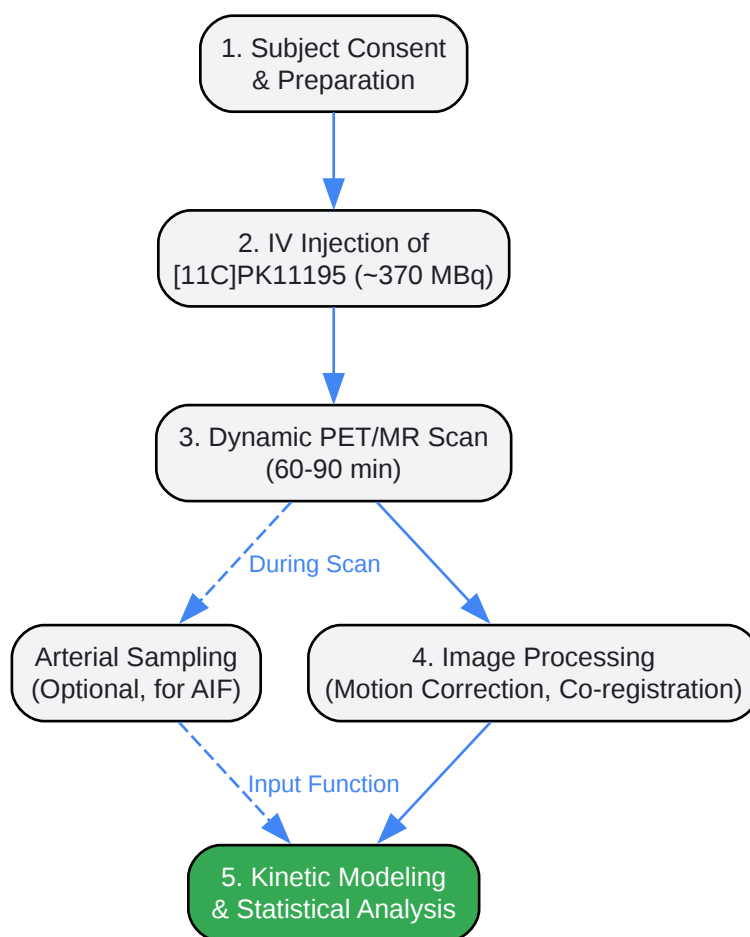 1. Subject Consent
& Preparation
2. IV Injection of
[11C]PK11195 (~370 MBq)
3. Dynamic PET/MR Scan
(60-90 min)
During Scan
Arterial Sampling
(Optional, for AIF)
4. Image Processing
(Motion Correction, Co-registration)
Input Function
5. Kinetic Modeling
& Statistical Analysis